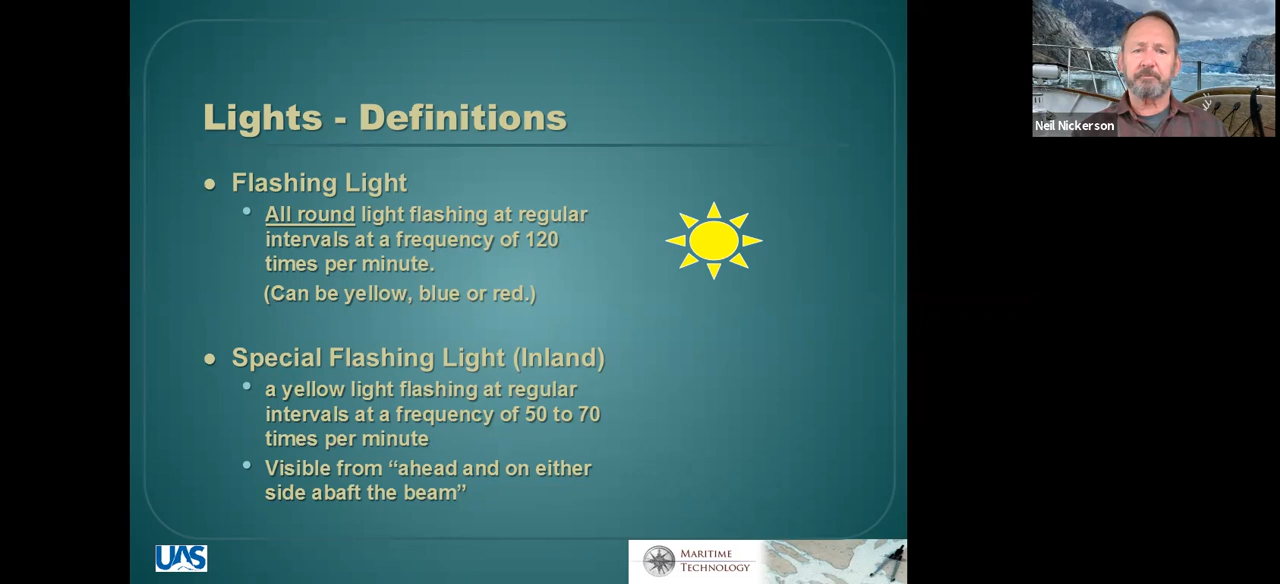 Lights - Definitions
• Flashing Light
• All round light flashing at regular
intervals at a frequency of 120
times per minute.
(Can be yellow, blue or red.)
• Special Flashing Light (Inland)
• a yellow light flashing at regular
intervals at a frequency of 50 to 70
times per minute
• Visible from “ahead and on either
side abaft the beam”
UAS
MARITIME
TECHNOLOGY
Neil Nickerson